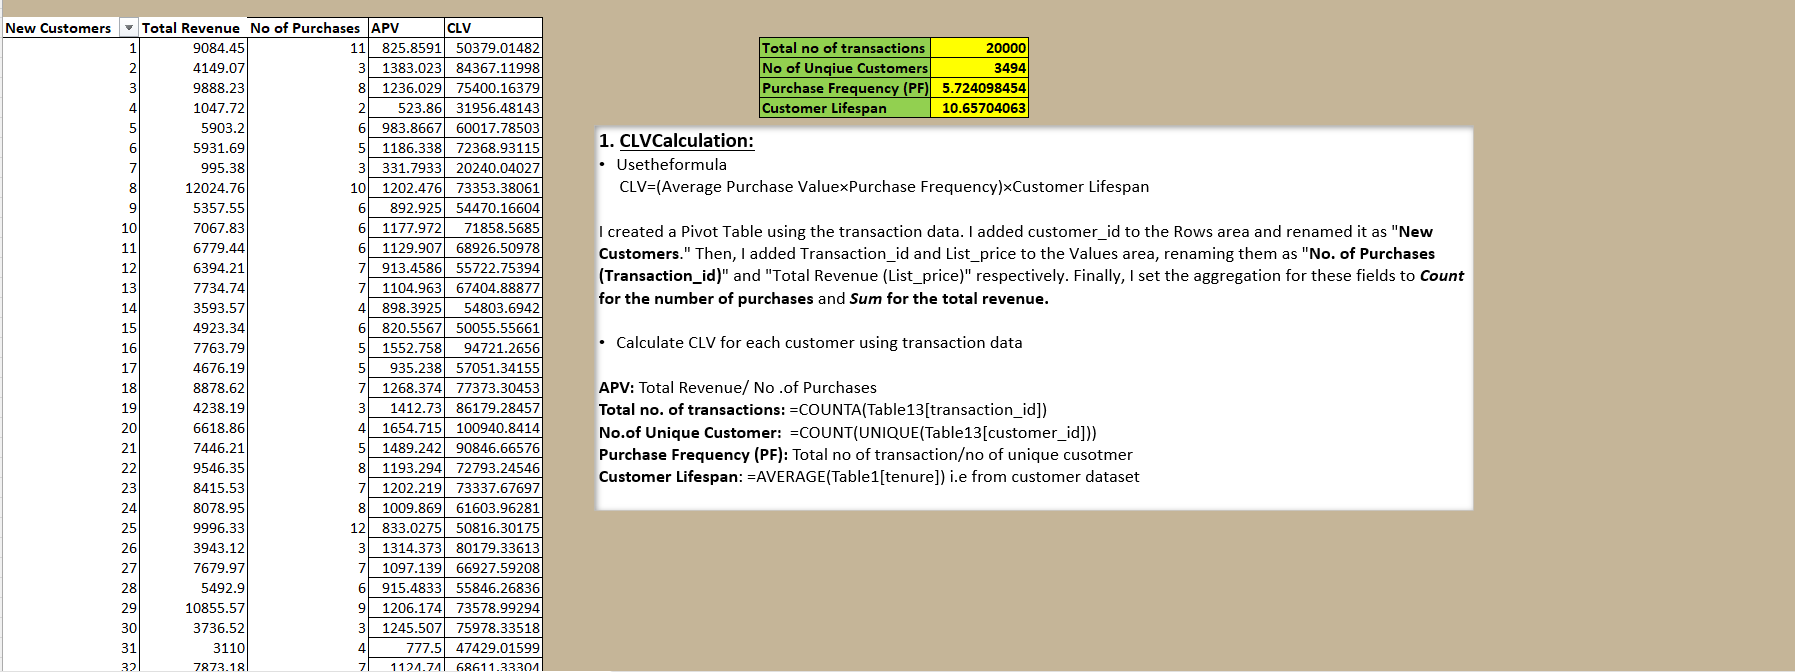 New Customers Total Revenue No of Purchases APV CLV
1 9084.45 11 825.8591 50379.01482
2 4149.07 3 1383.023 84367.11998
3 9888.23 8 1236.029 75400.16379
4 1047.72 2 523.86 31956.48143
5 5903.2 6 983.8667 60017.78503
6 5931.69 5 1186.338 72368.93115
7 995.38 3 331.7933 20240.04027
8 12024.76 10 1202.476 73353.38061
9 5357.55 6 892.925 54470.16604
10 7067.83 6 1177.972 71858.5685
11 6779.44 6 1129.907 68926.50978
12 6394.21 7 913.4586 55722.75394
13 7734.74 7 1104.963 67404.88877
14 3593.57 4 898.3925 54803.6942
15 4923.34 6 820.5567 50055.55661
16 7763.79 5 1552.758 94721.2656
17 4676.19 5 935.238 57051.34155
18 8878.62 7 1268.374 77373.30453
19 4238.19 3 1412.73 86179.28457
20 6618.86 4 1654.715 100940.8414
21 7446.21 5 1489.242 90846.66576
22 9546.35 8 1193.294 72793.24546
23 8415.53 7 1202.219 73337.67697
24 8078.95 8 1009.869 61603.96281
25 9996.33 12 833.0275 50816.30175
26 3943.12 3 1314.373 80179.33613
27 7679.97 7 1097.139 66927.59208
28 5492.9 6 915.4833 55846.26836
29 10855.57 9 1206.174 73578.99294
30 3736.52 3 1245.507 75978.33518
31 3110 4 777.5 47429.01599
32 7873.18 7 1124.74 68611.33304
Total no of transactions 20000
No of Unqiue Customers 3494
Purchase Frequency (PF) 5.724098454
Customer Lifespan 10.65704063
1. CLVCalculation:
• Usetheformula
CLV=(Average Purchase Value×Purchase Frequency)×Customer Lifespan
I created a Pivot Table using the transaction data. I added customer_id to the Rows area and renamed it as "New
Customers." Then, I added Transaction_id and List_price to the Values area, renaming them as "No. of Purchases
(Transaction_id)" and "Total Revenue (List_price)" respectively. Finally, I set the aggregation for these fields to Count
for the number of purchases and Sum for the total revenue.
• Calculate CLV for each customer using transaction data
APV: Total Revenue/ No .of Purchases
Total no. of transactions: =COUNTA(Table13[transaction_id])
No.of Unique Customer: =COUNT(UNIQUE(Table13[customer_id]))
Purchase Frequency (PF): Total no of transaction/no of unique cusotmer
Customer Lifespan: =AVERAGE(Table1[tenure]) i.e from customer dataset